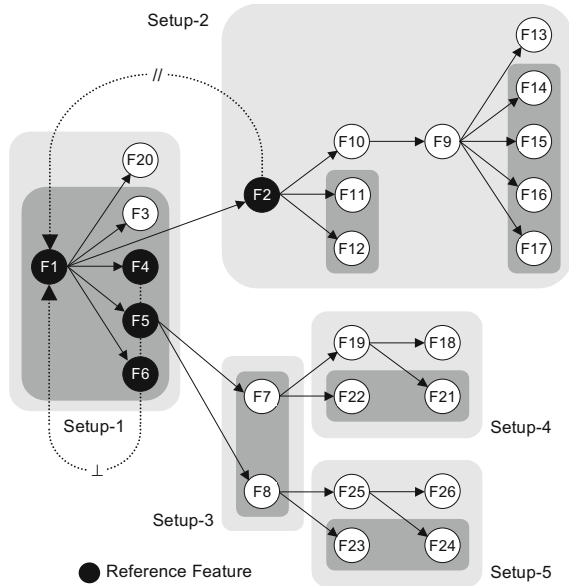 Setup-2
F13
//
F14
F20
F10
F9
F15
F2
F11
F3
F16
F1
F4
F12
F17
F5
F6
F19
F18
F7
F22
F21
Setup-1
Setup-4
⊥
F8
F25
F26
Setup-3
F23
F24
Reference Feature
Setup-5